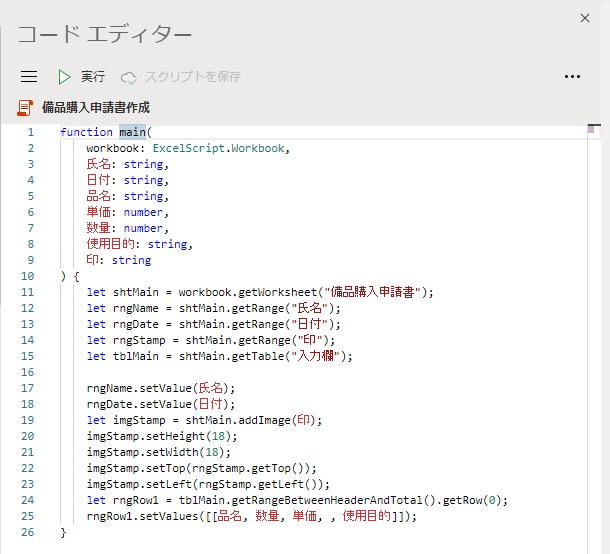 コード エディター
実行 スクリプトを保存
備品購入申請書作成
1 function main(
2     workbook: ExcelScript.Workbook,
3     氏名: string,
4     日付: string,
5     品名: string,
6     単価: number,
7     数量: number,
8     使用目的: string,
9     印: string
10 ) {
11     let shtMain = workbook.getWorksheet("備品購入申請書");
12     let rngName = shtMain.getRange("氏名");
13     let rngDate = shtMain.getRange("日付");
14     let rngStamp = shtMain.getRange("印");
15     let tblMain = shtMain.getTable("入力欄");
16
17     rngName.setValue(氏名);
18     rngDate.setValue(日付);
19     let imgStamp = shtMain.addImage(印);
20     imgStamp.setHeight(18);
21     imgStamp.setWidth(18);
22     imgStamp.setTop(rngStamp.getTop());
23     imgStamp.setLeft(rngStamp.getLeft());
24     let rngRow1 = tblMain.getRangeBetweenHeaderAndTotal().getRow(0);
25     rngRow1.setValues([[品名, 数量, 単価, , 使用目的]]);
26 }